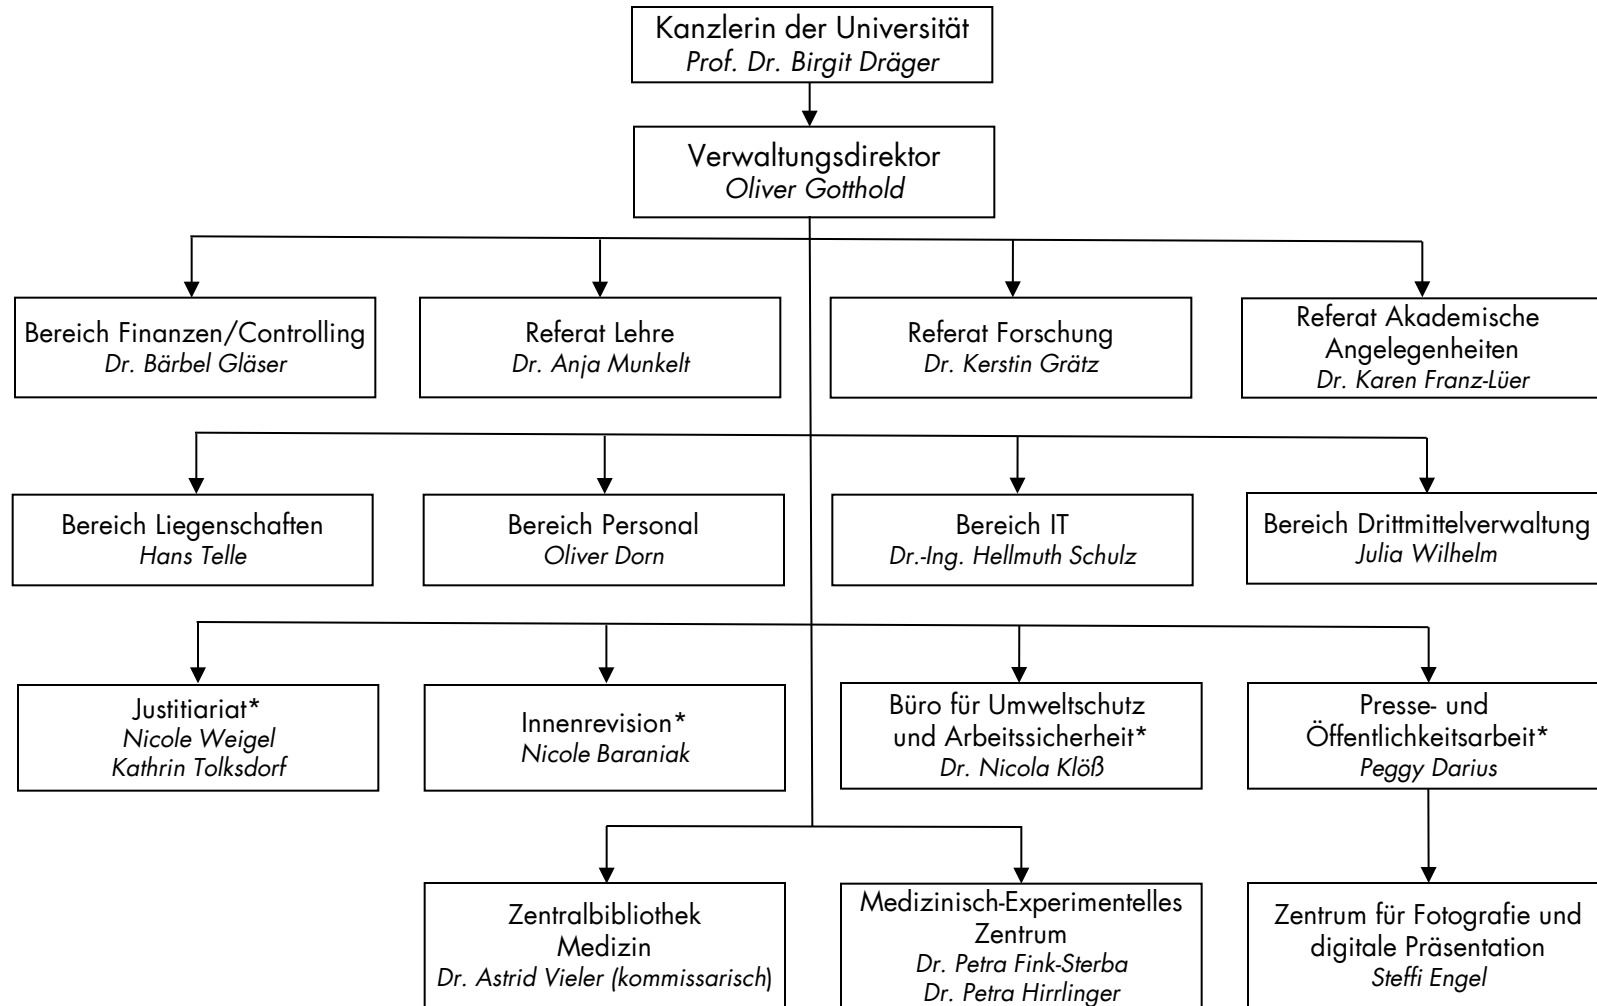 Kanzlerin der Universität
Prof. Dr. Birgit Dräger
Verwaltungsdirektor
Oliver Gotthold
Bereich Finanzen/Controlling
Dr. Bärbel Gläser
Referat Lehre
Dr. Anja Munkelt
Referat Forschung
Dr. Kerstin Grätz
Referat Akademische
Angelegenheiten
Dr. Karen Franz-Lüer
Bereich Liegenschaften
Hans Telle
Bereich Personal
Oliver Dorn
Bereich IT
Dr.-Ing. Hellmuth Schulz
Bereich Drittmittelverwaltung
Julia Wilhelm
Justitiariat*
Nicole Weigel
Kathrin Tolksdorf
Innenrevision*
Nicole Baraniak
Büro für Umweltschutz
und Arbeitssicherheit*
Dr. Nicola Klöß
Presse- und
Öffentlichkeitsarbeit*
Peggy Darius
Zentralbibliothek
Medizin
Dr. Astrid Vieler (kommissarisch)
Medizinisch-Experimentelles
Zentrum
Dr. Petra Fink-Sterba
Dr. Petra Hirrlinger
Zentrum für Fotografie und
digitale Präsentation
Steffi Engel